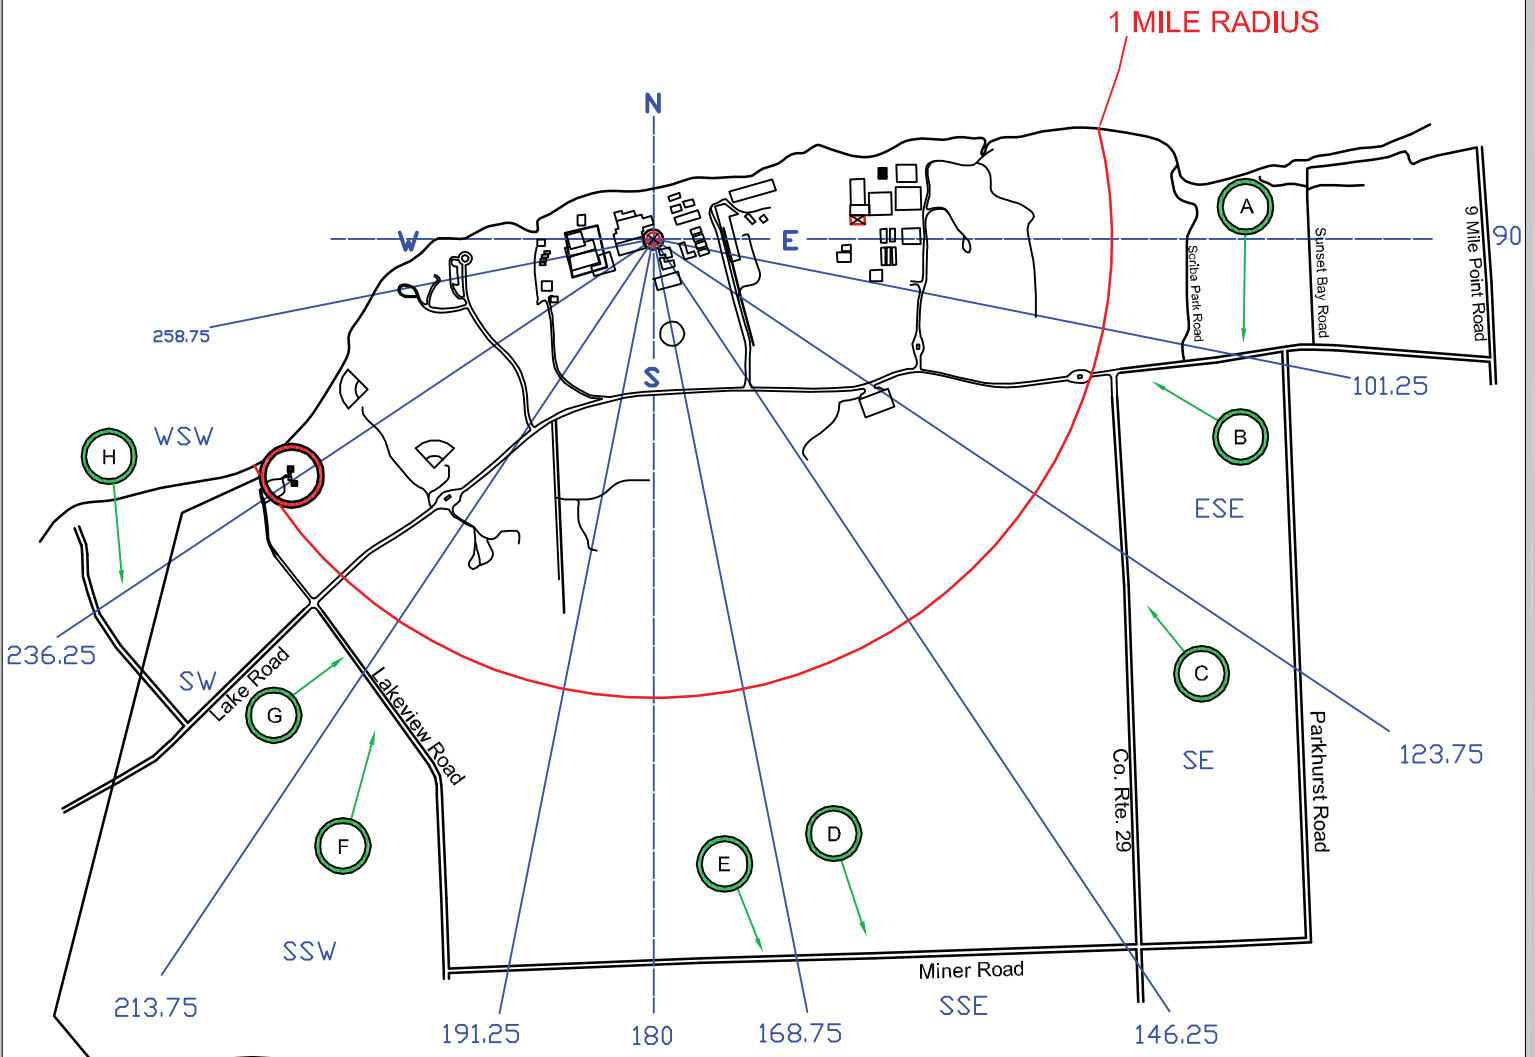 1 MILE RADIUS
N
W
E
S
90
A
Scriba Park Road
Sunset Bay Road
9 Mile Point Road
258.75
101.25
WSW
H
B
ESE
236.25
SW
Lake Road
G
Lakeview Road
C
SE
123.75
Co. Rte. 29
Parkhurst Road
F
E
D
SSW
Miner Road
SSE
213.75
191.25
180
168.75
146.25